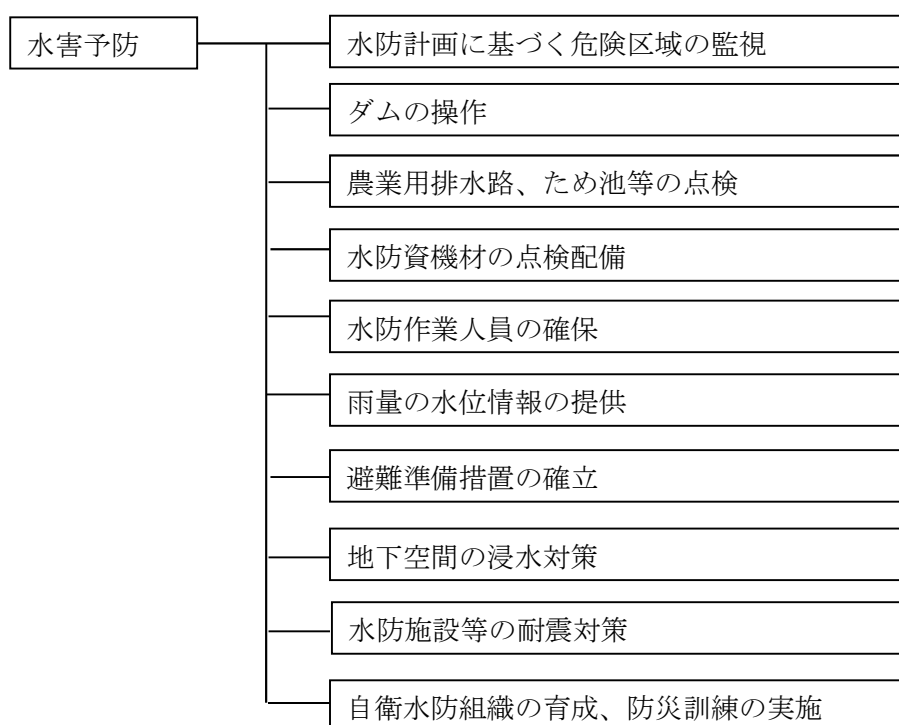 水害予防
水防計画に基づく危険区域の監視
ダムの操作
農業用排水路、ため池等の点検
水防資機材の点検配備
水防作業人員の確保
雨量の水位情報の提供
避難準備措置の確立
地下空間の浸水対策
水防施設等の耐震対策
自衛水防組織の育成、防災訓練の実施